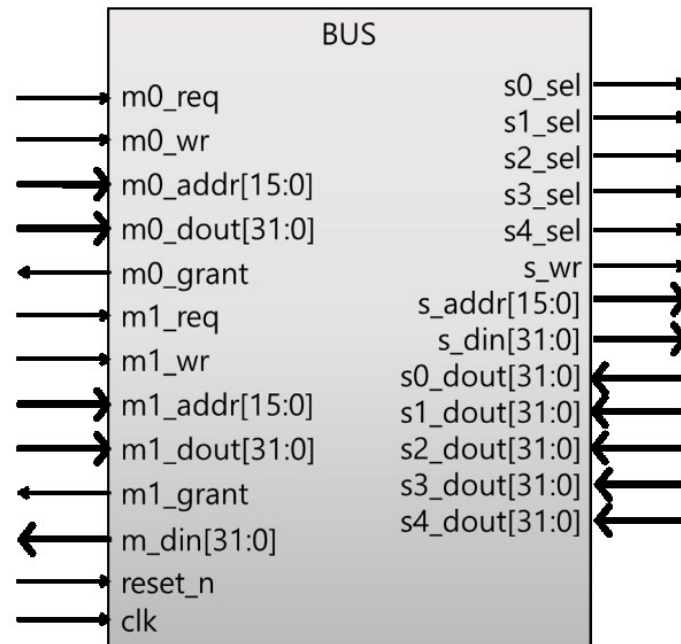 BUS
m0_req
m0_wr
m0_addr[15:0]
m0_dout[31:0]
m0_grant
m1_req
m1_wr
m1_addr[15:0]
m1_dout[31:0]
m1_grant
m_din[31:0]
reset_n
clk
s0_sel
s1_sel
s2_sel
s3_sel
s4_sel
s_wr
s_addr[15:0]
s_din[31:0]
s0_dout[31:0]
s1_dout[31:0]
s2_dout[31:0]
s3_dout[31:0]
s4_dout[31:0]